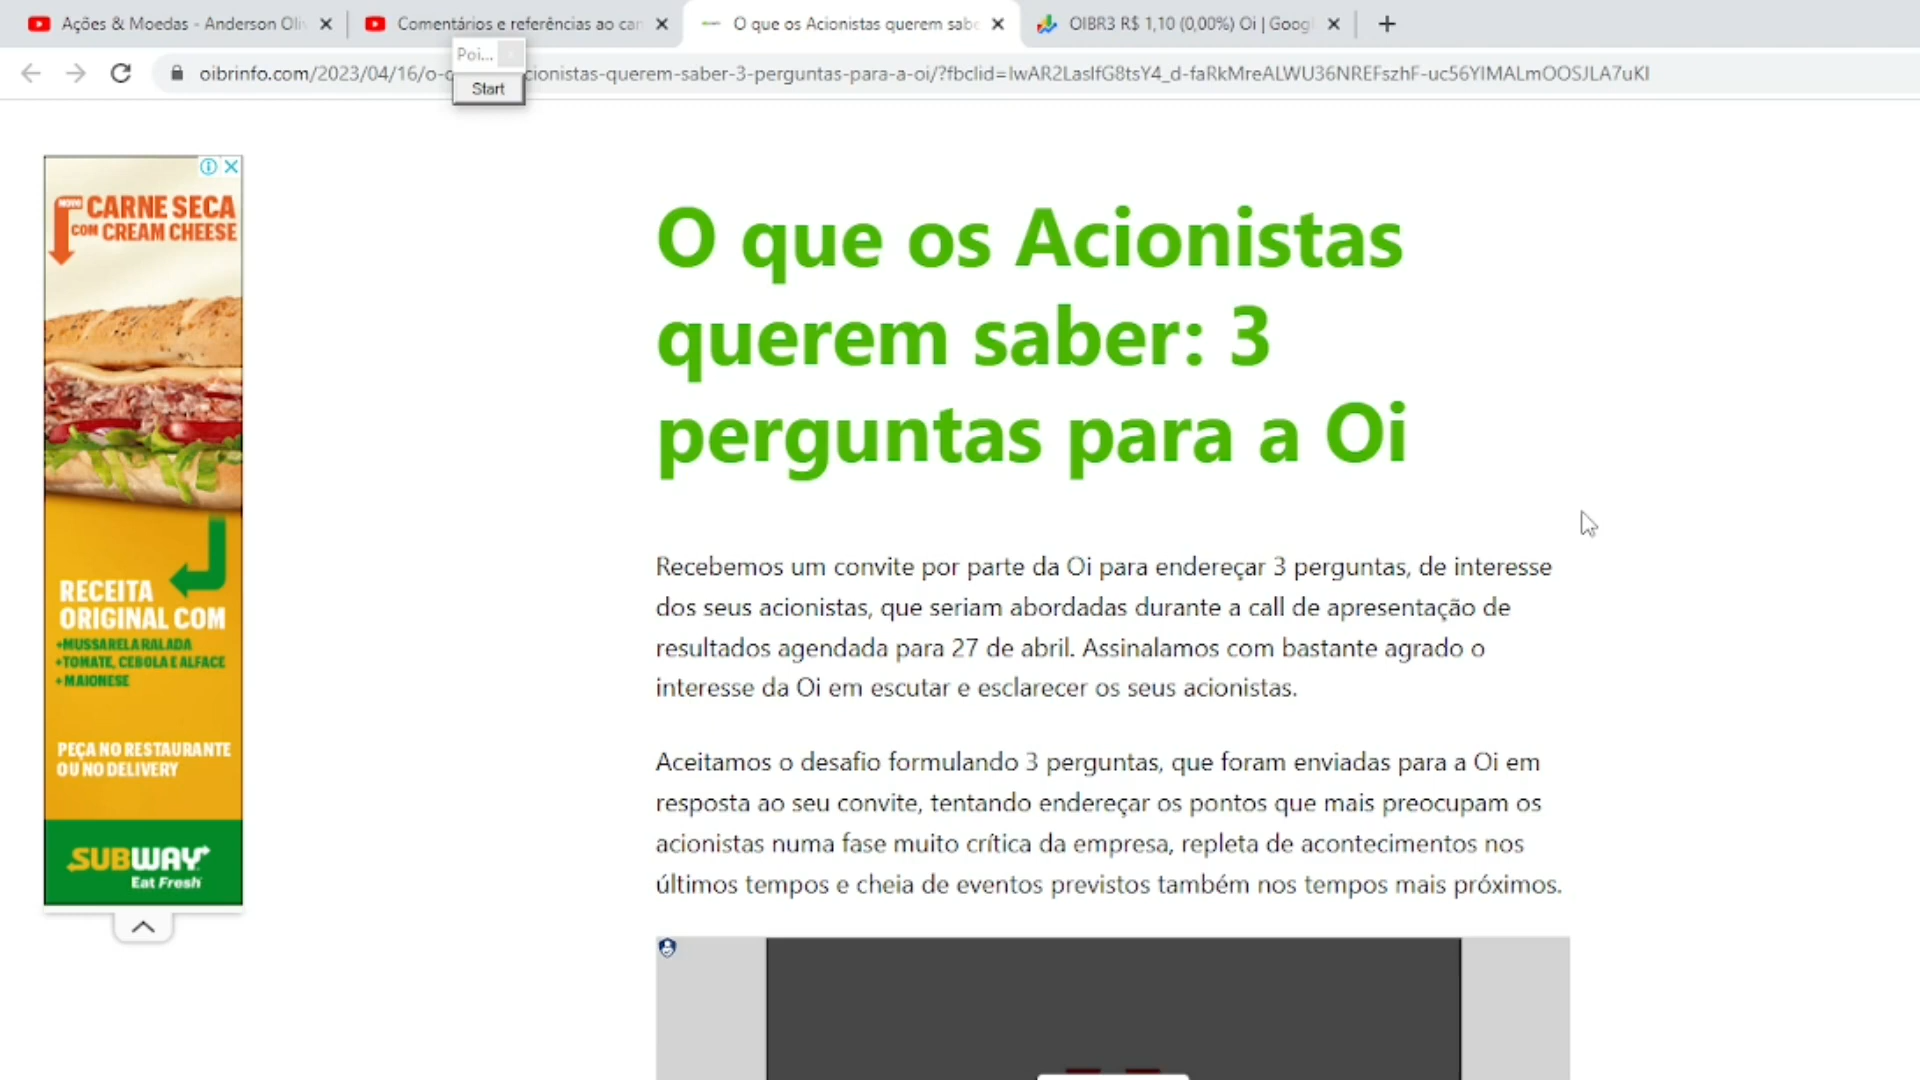 Ações & Moedas - Anderson Oli
Comentários e referências ao can
O que os Acionistas querem sabe
OIBR3 R$ 1,10 (0,00%) Oi | Goog
Poi...
Start
oibrinfo.com/2023/04/16/o-
cionistas-querem-saber-3-perguntas-para-a-oi/?fbclid=
NOVO
CARNE SECA
COM CREAM CHEESE
RECEITA
ORIGINAL COM
+MUSSARELA RALADA
+TOMATE, CEBOLA E ALFACE
+MAIONESE
PEÇA NO RESTAURANTE
OU NO DELIVERY
SUBWAY
Eat Fresh
O que os Acionistas
querem saber: 3
perguntas para a Oi
Recebemos um convite por parte da Oi para endereçar 3 perguntas, de interesse
dos seus acionistas, que seriam abordadas durante a call de apresentação de
resultados agendada para 27 de abril. Assinalamos com bastante agrado o
interesse da Oi em escutar e esclarecer os seus acionistas.
Aceitamos o desafio formulando 3 perguntas, que foram enviadas para a Oi em
resposta ao seu convite, tentando endereçar os pontos que mais preocupam os
acionistas numa fase muito crítica da empresa, repleta de acontecimentos nos
últimos tempos e cheia de eventos previstos também nos tempos mais próximos.